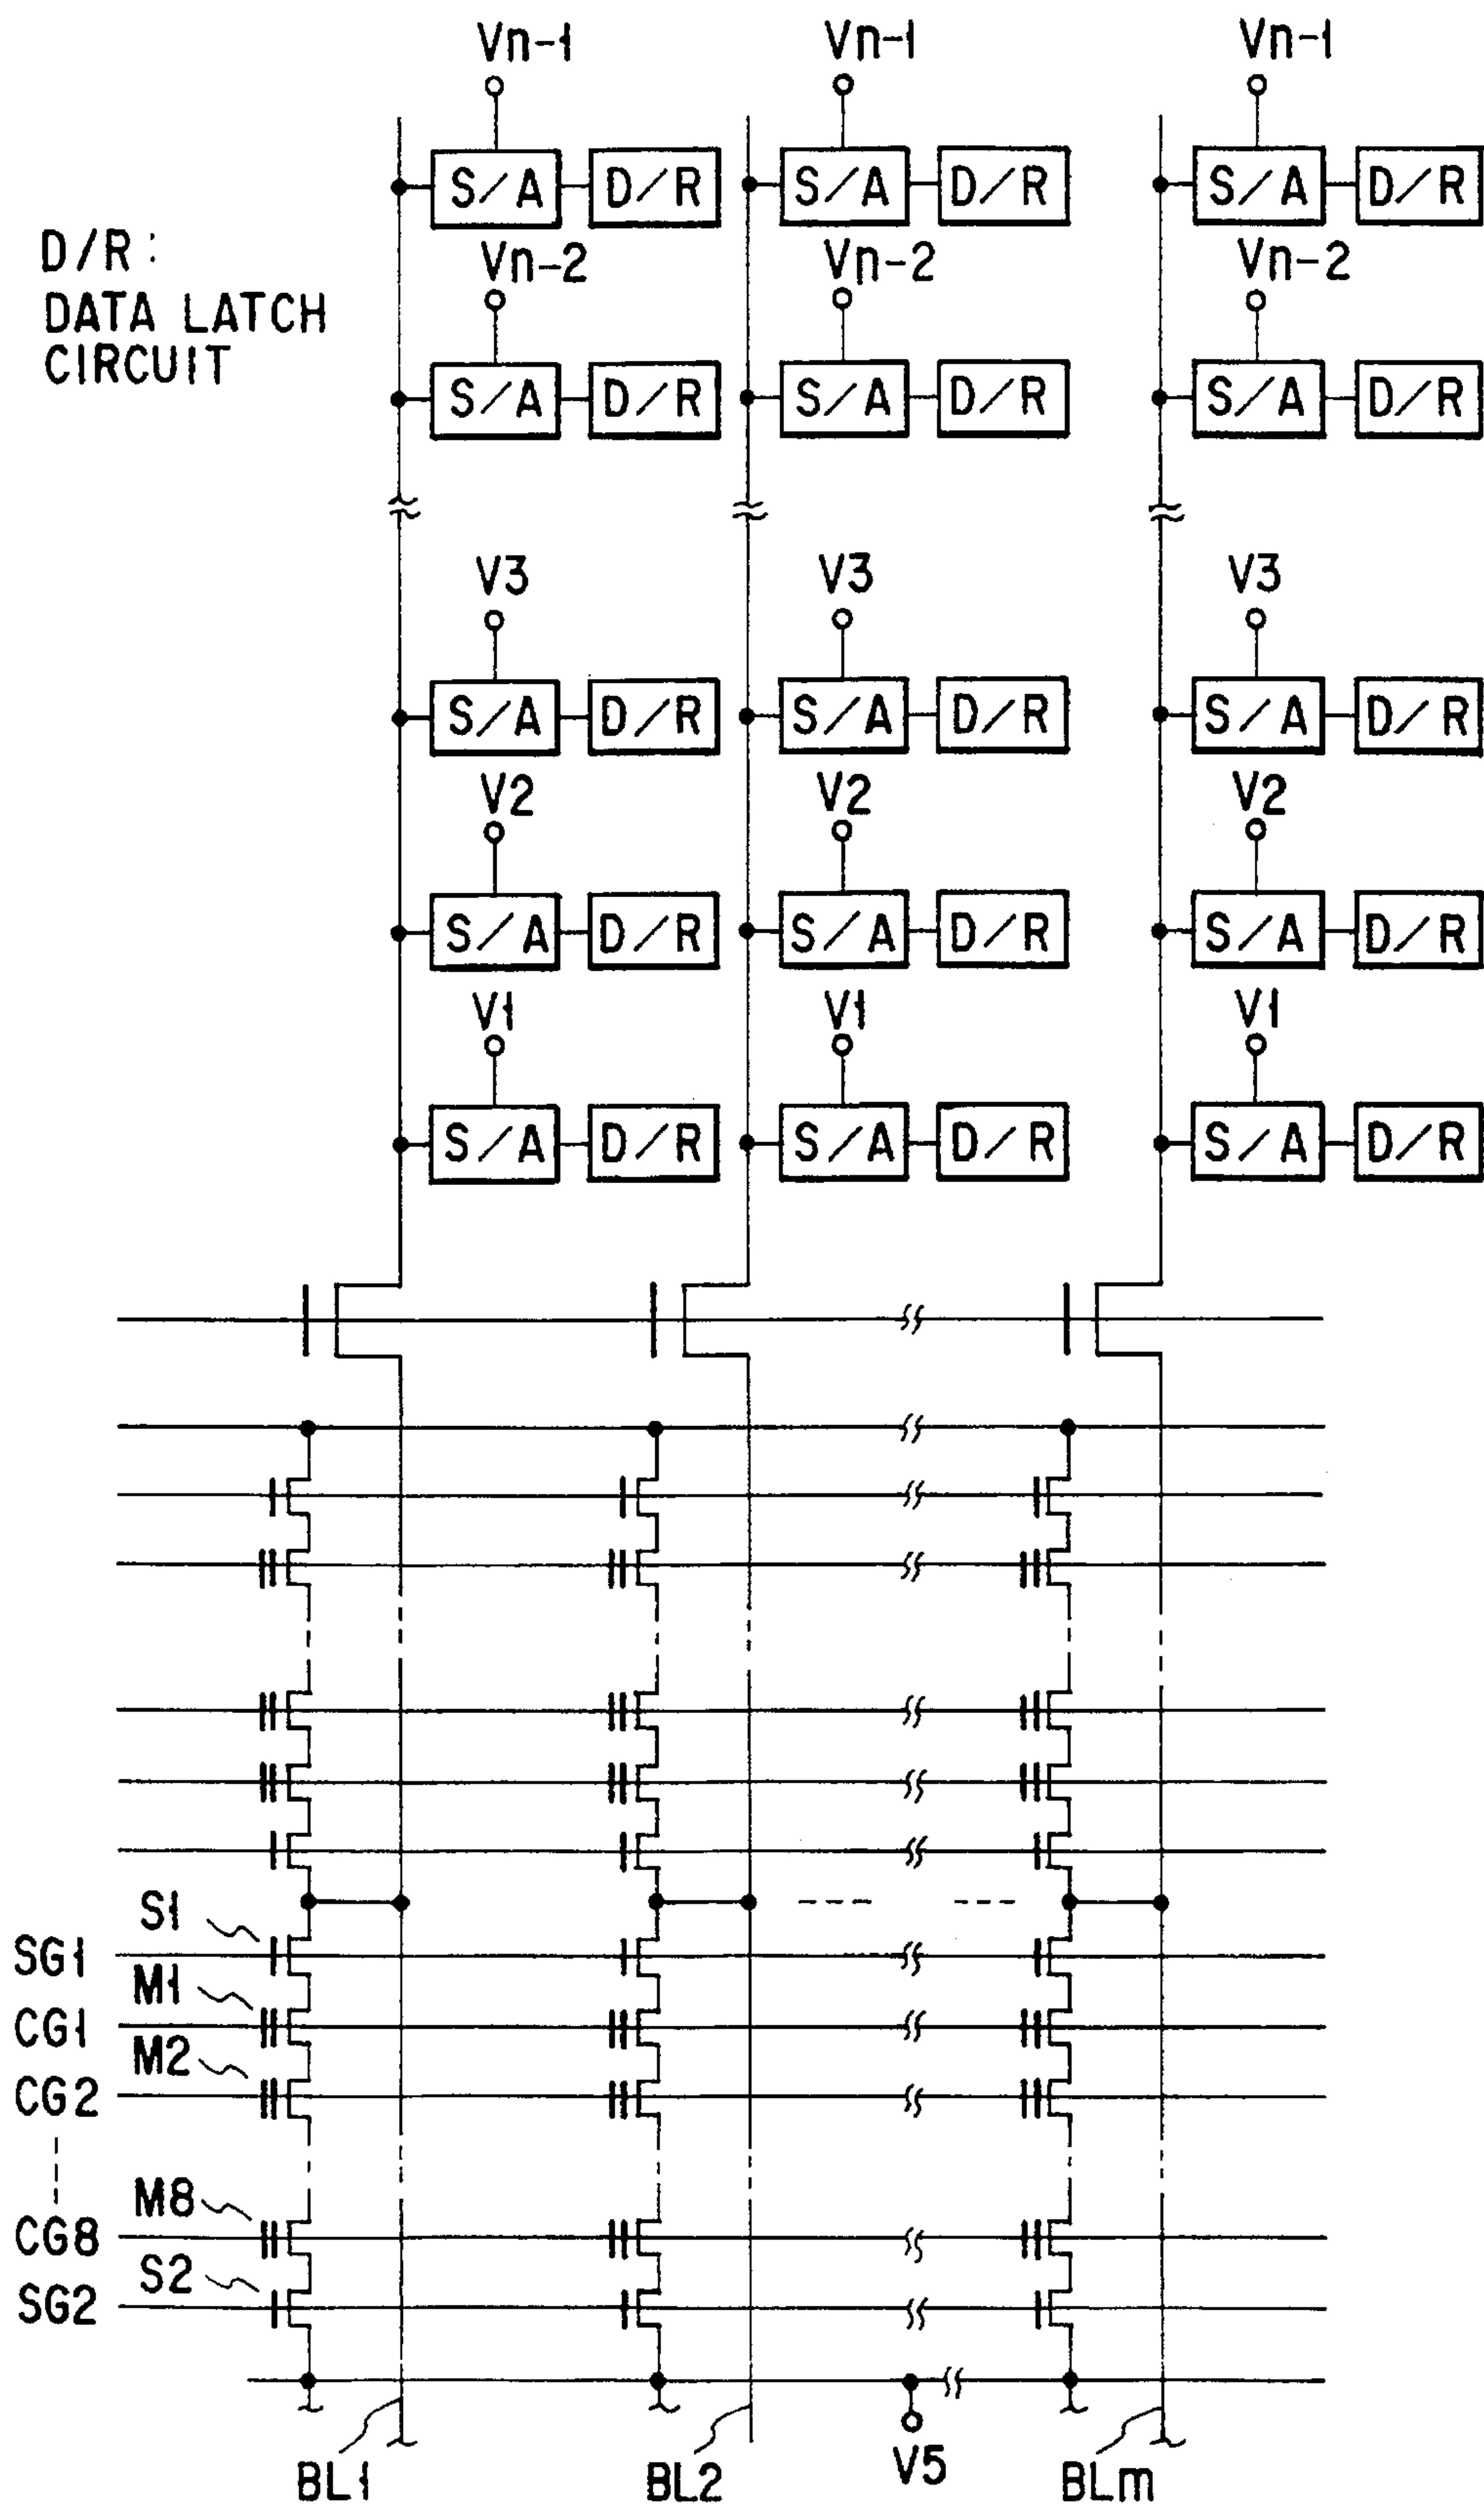 Vn-1 Vn-1 Vn-1
S/A D/R S/A D/R S/A D/R
D/R:
DATA LATCH
CIRCUIT
Vn-2 Vn-2 Vn-2
S/A D/R S/A D/R S/A D/R
V3 V3 V3
S/A D/R S/A D/R S/A D/R
V2 V2 V2
S/A D/R S/A D/R S/A D/R
V1 V1 V1
S/A D/R S/A D/R S/A D/R
S1
SG1
M1
CG1
M2
CG2
M8
CG8
S2
SG2
BL1 BL2 V5 BLm